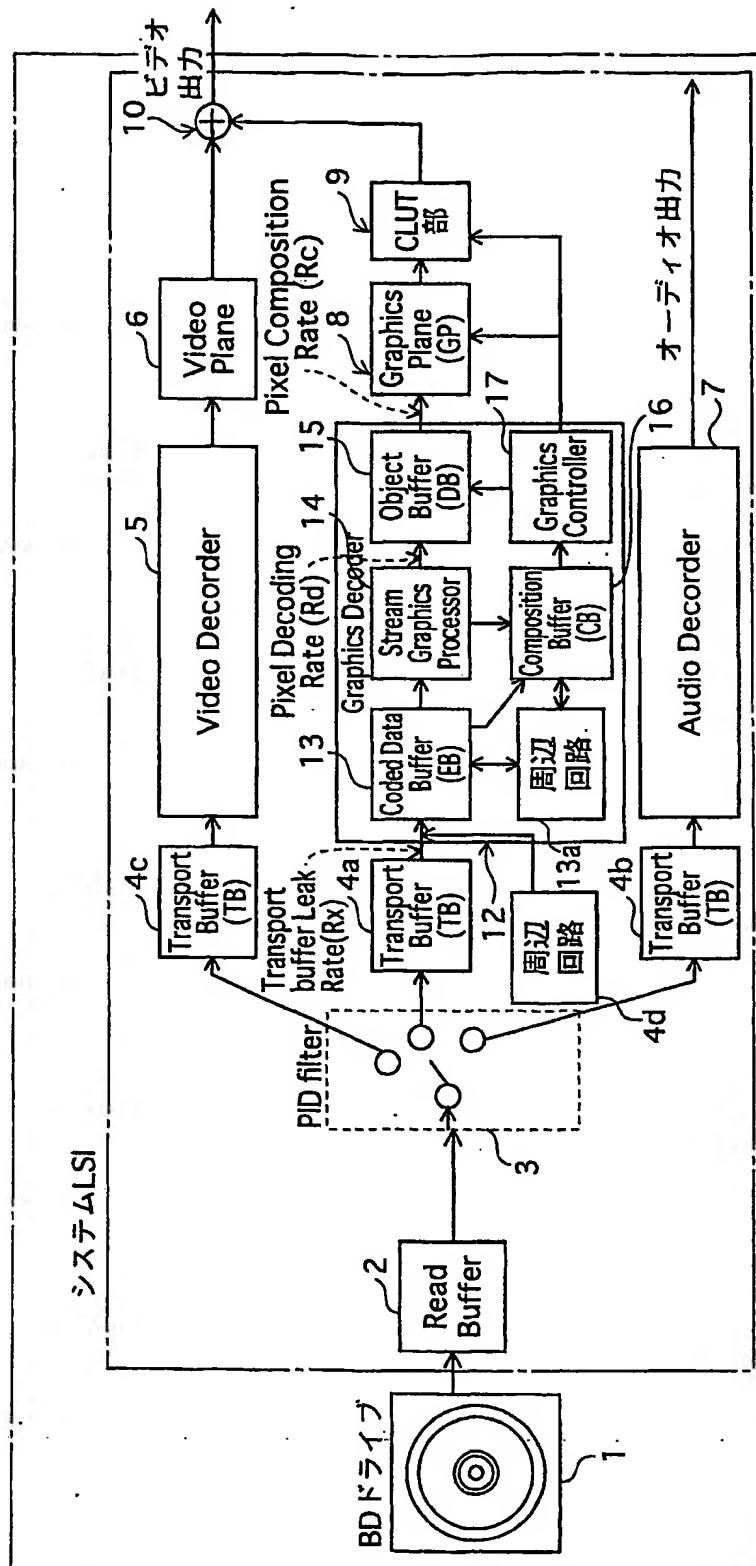 システムLSI
BDドライブ
1
2
Read
Buffer
3
PID filter
4c
Transport
Buffer
(TB)
5
Video Decorder
6
Video
Plane
10
ビデオ
出力
Transport
buffer Leak
Rate(Rx)
4a
Transport
Buffer
(TB)
12
周辺
回路
4d
Pixel Decoding
Rate (Rd)
Graphics Decoder
13
Coded Data
Buffer
(EB)
14
Stream
Graphics
Processor
15
Object
Buffer
(DB)
周辺
回路
13a
Composition
Buffer
(CB)
16
17
Graphics
Controller
Pixel Composition
Rate (Rc)
8
Graphics
Plane
(GP)
9
CLUT
部
4b
Transport
Buffer
(TB)
Audio Decorder
7
オーディオ出力